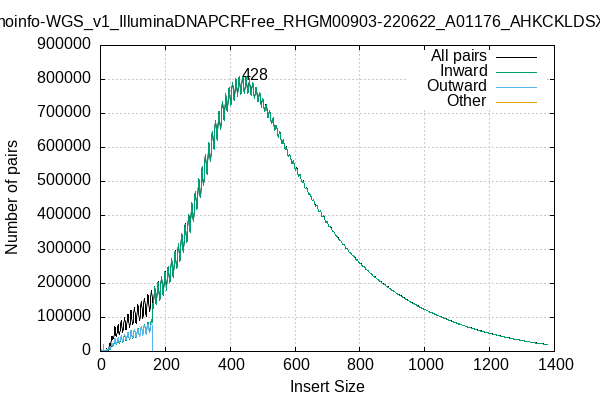 noinfo-WGS_v1_IlluminaDNAPCRFree_RHGM00903-220622_A01176_AHKCKLDSX
All pairs
Inward
Outward
Other
428
900000
800000
700000
600000
500000
400000
300000
200000
100000
0
Number of pairs
0 200 400 600 800 1000 1200 1400
Insert Size